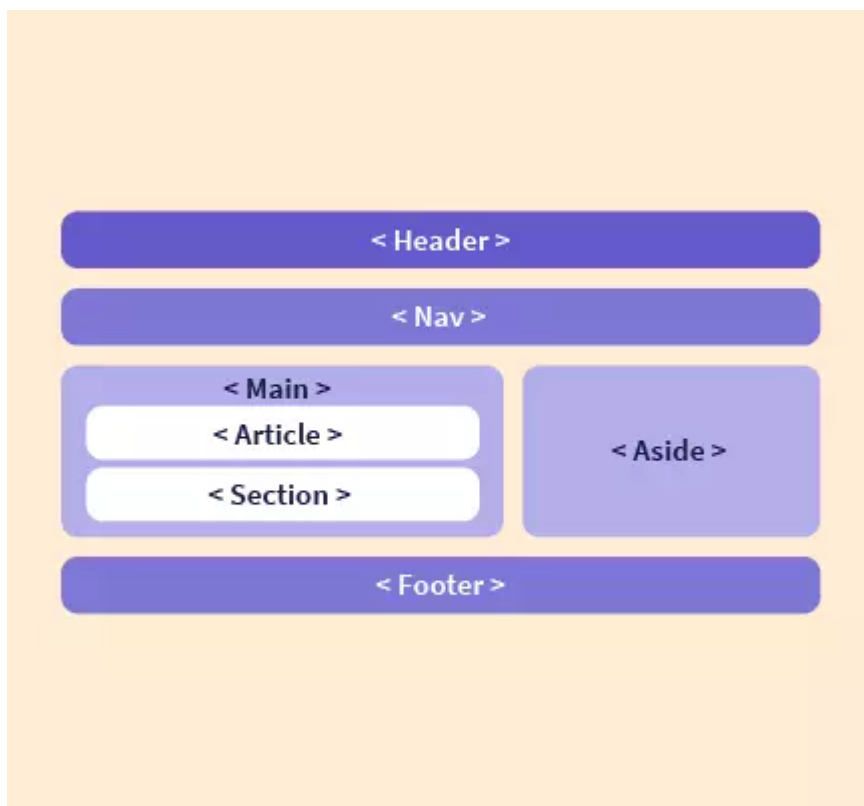 < Header >
< Nav >
< Main >
< Article >
< Section >
< Aside >
< Footer >